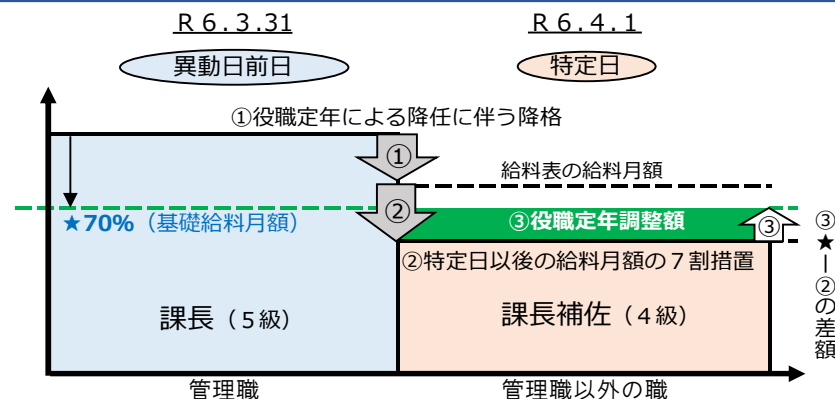 R6.3.31
R6.4.1
異動日前日
特定日
①役職定年による降任に伴う降格
①
給料表の給料月額
②
★70%（基礎給料月額）
③役職定年調整額
③
②特定日以後の給料月額の７割措置
課長（５級）
課長補佐（４級）
③★ー②の差額
管理職
管理職以外の職